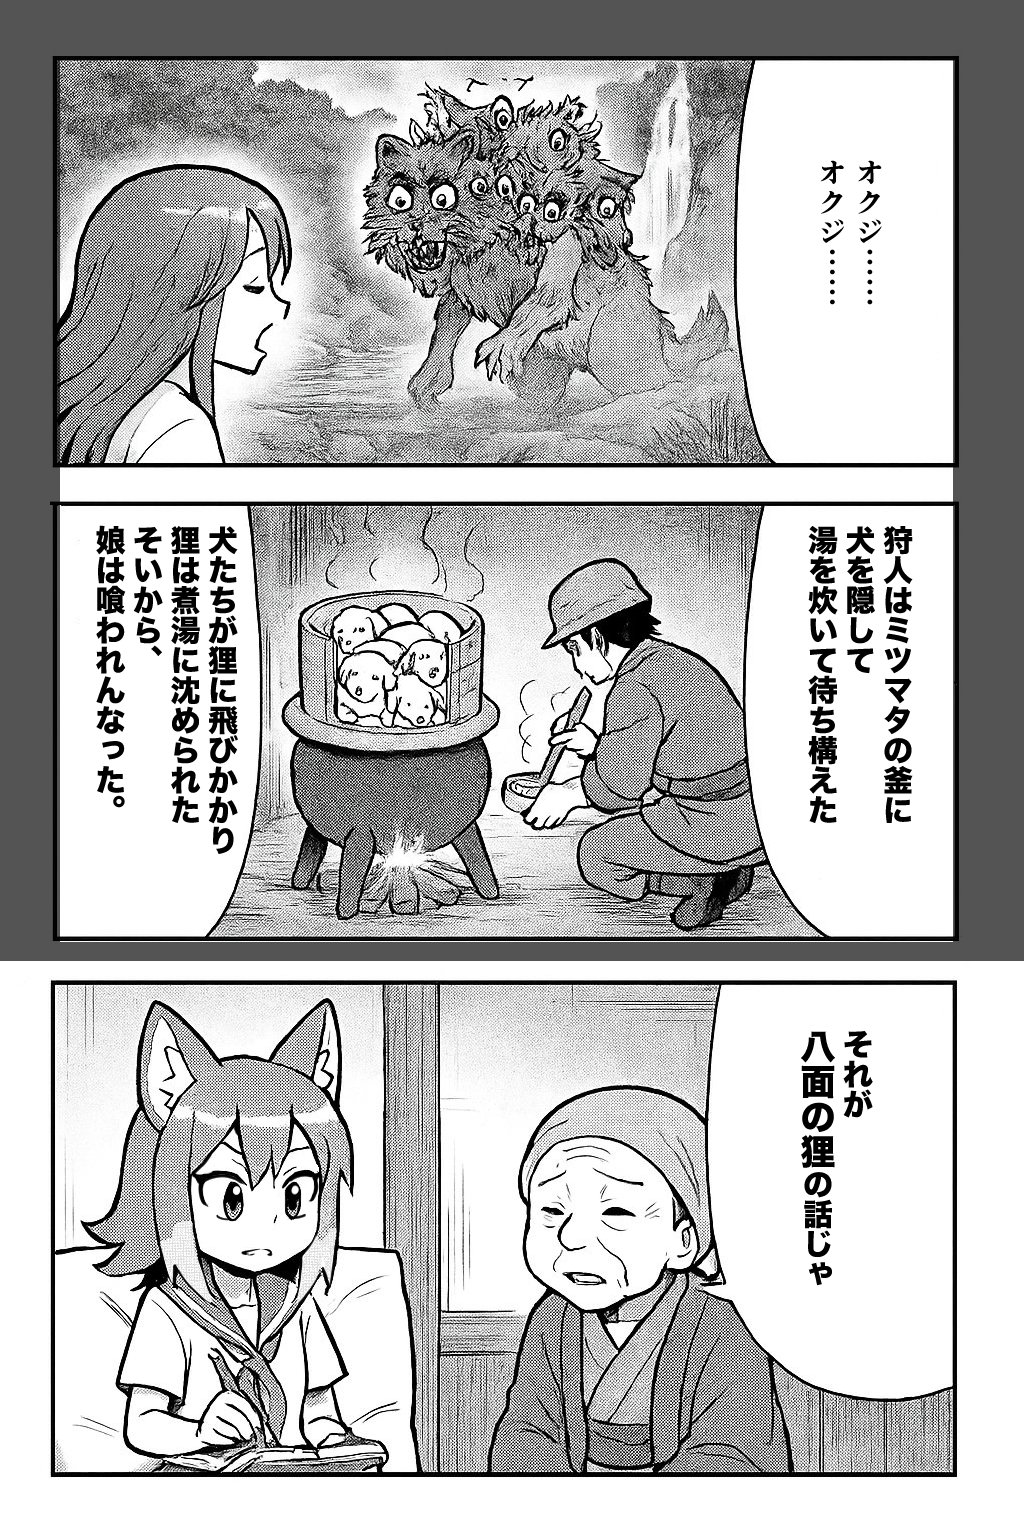 オクジ……
オクジ……
狩人はミツマタの釜に
犬を隠して
湯を炊いて待ち構えた
犬たちが狸に飛びかかり
狸は煮湯に沈められた
そいから、
娘は喰われんなった。
それが
八面の狸の話じゃ